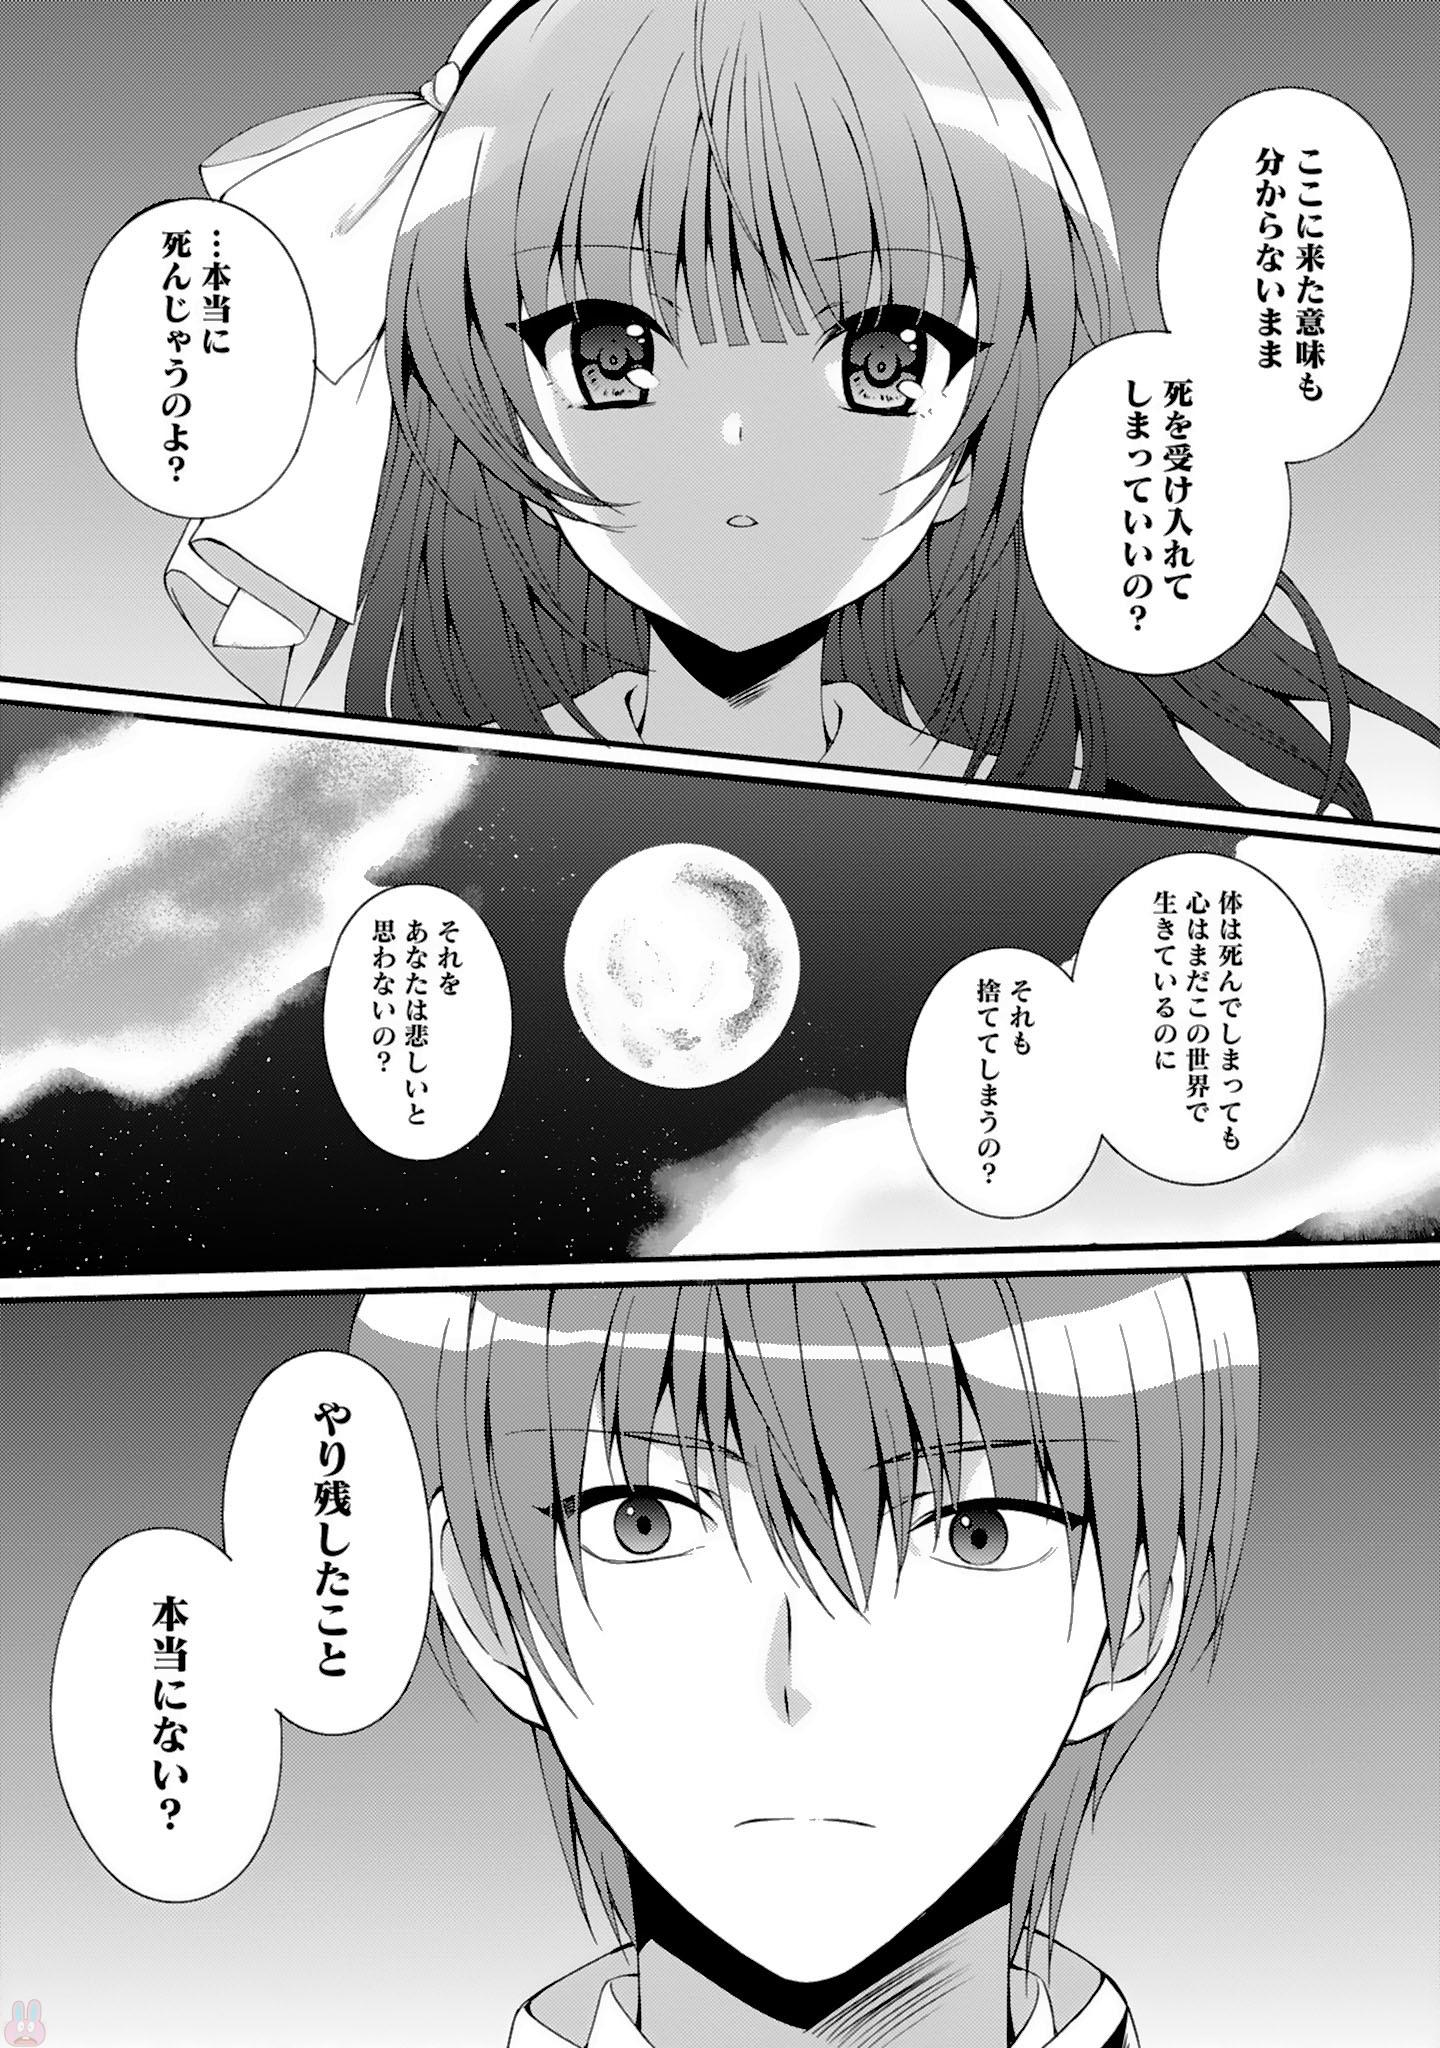 ここに来た意味も
分からないまま
死を受け入れて
しまっていいの?
…本当に
死んじゃうのよ?
体は死んでしまっても
心はまだこの世界で
生きているのに
それも
捨ててしまうの?
それを
あなたは悲しいと
思わないの?
やり残したこと
本当にない?